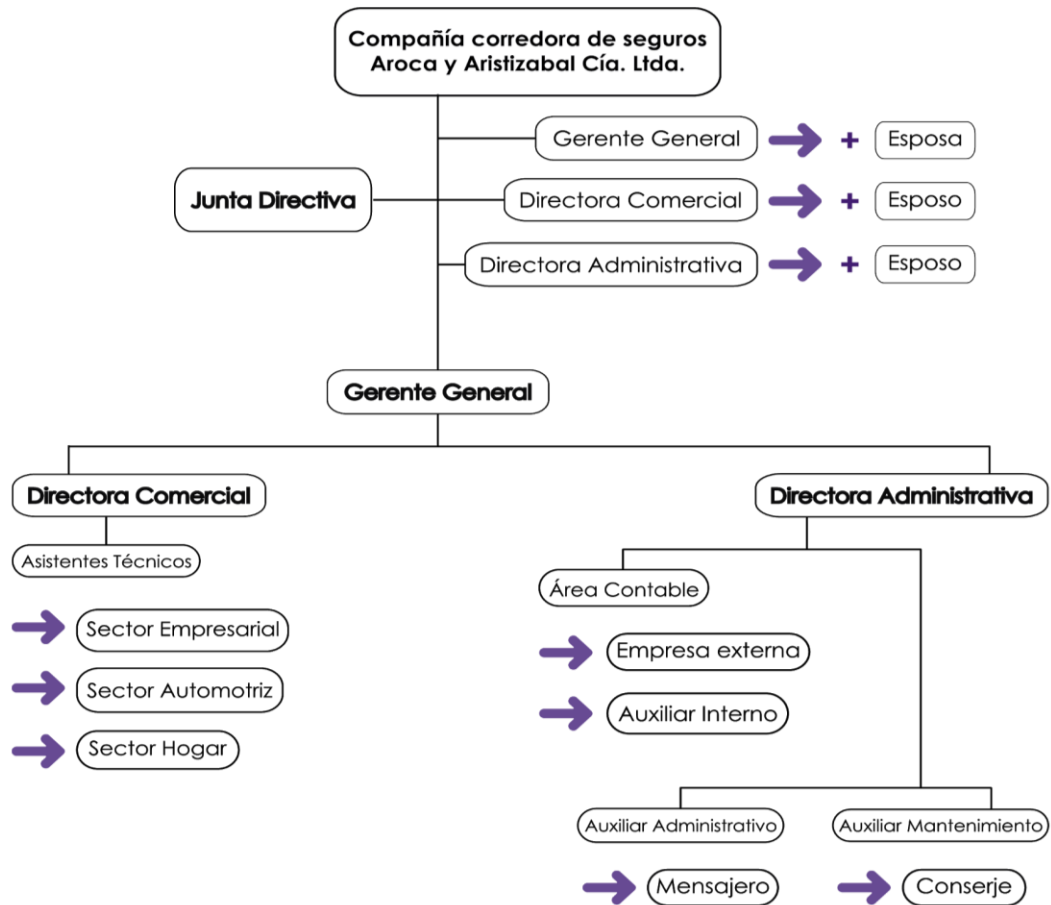 Compañía corredora de seguros
Aroca y Aristizabal Cía. Ltda.
Gerente General
+
Esposa
Junta Directiva
Directora Comercial
+
Esposo
Directora Administrativa
+
Esposo
Gerente General
Directora Comercial
Directora Administrativa
Asistentes Técnicos
Área Contable
Sector Empresarial
Empresa externa
Sector Automotriz
Auxiliar Interno
Sector Hogar
Auxiliar Administrativo
Auxiliar Mantenimiento
Mensajero
Conserje